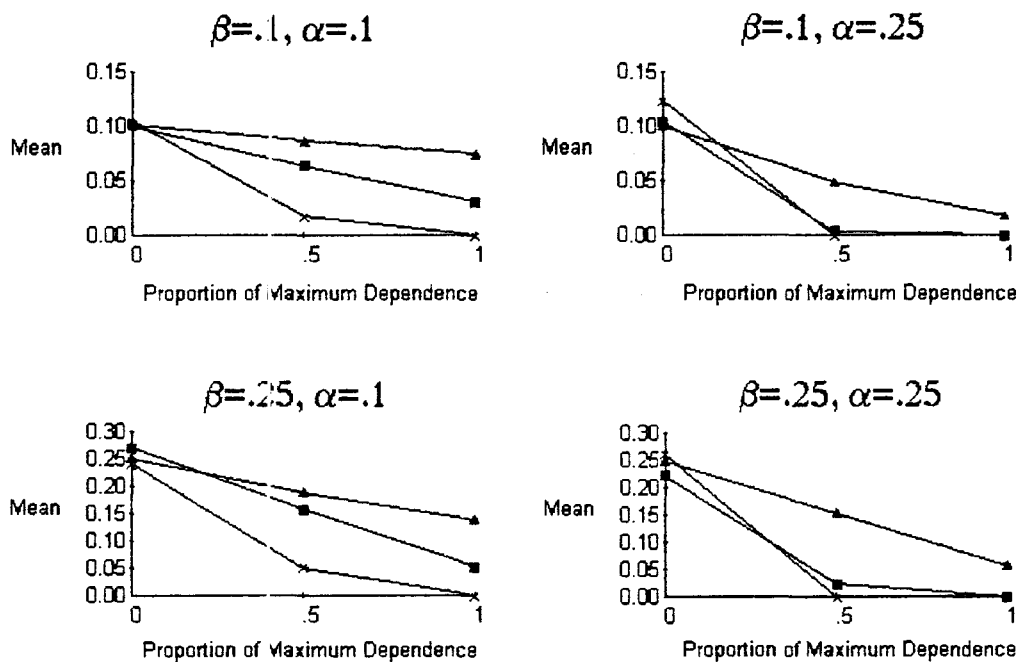 β=.1, α=.1
0.15
0.10
Mean
0.05
0.00
0 .5 1
Proportion of Maximum Dependence
β=.1, α=.25
0.15
0.10
Mean
0.05
0.00
0 .5 1
Proportion of Maximum Dependence
β=.25, α=.1
0.30
0.25
0.20
Mean
0.15
0.10
0.05
0.00
0 .5 1
Proportion of Maximum Dependence
β=.25, α=.25
0.30
0.25
0.20
Mean
0.15
0.10
0.05
0.00
0 .5 1
Proportion of Maximum Dependence